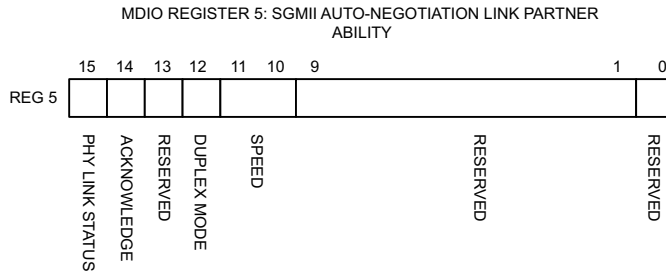 MDIO REGISTER 5: SGMII AUTO-NEGOTIATION LINK PARTNER
ABILITY
15 14 13 12 11 10 9 1 0
REG 5
PHY LINK STATUS
ACKNOWLEDGE
RESERVED
DUPLEX MODE
SPEED
RESERVED
RESERVED